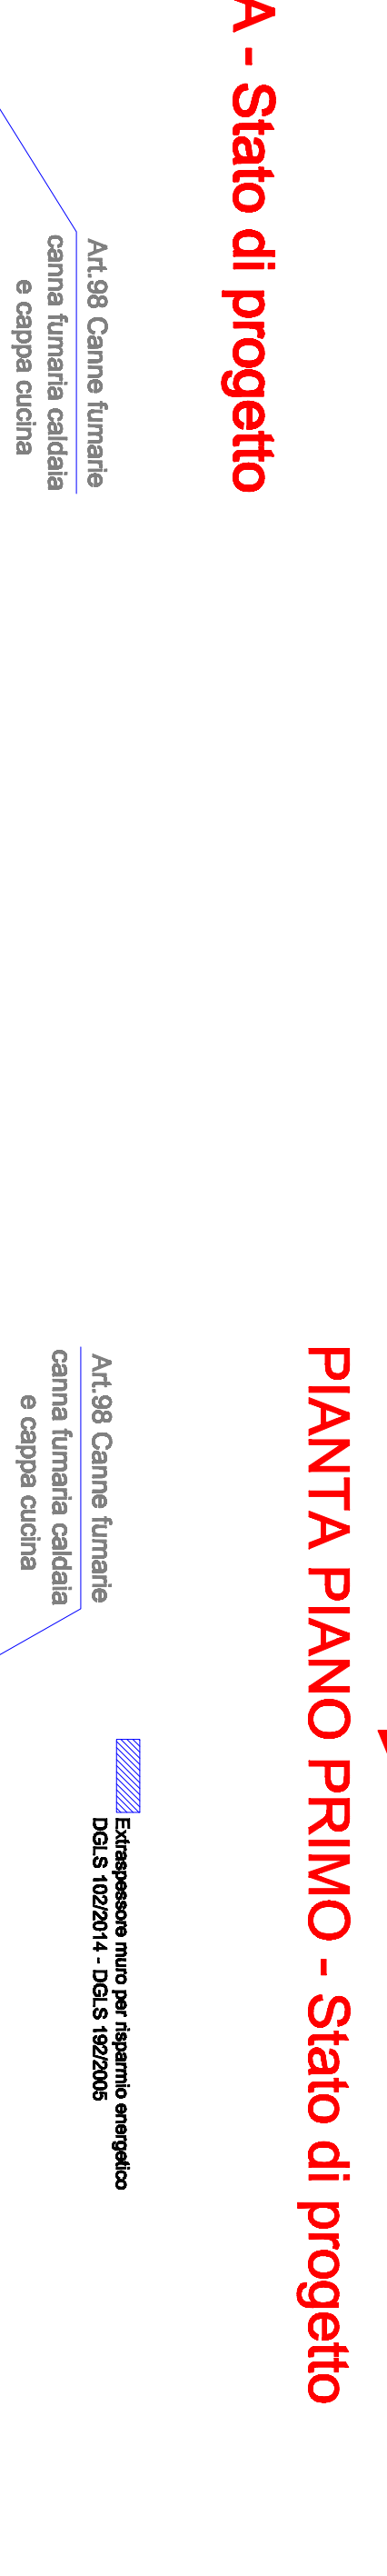 A - Stato di progetto
Art.98 Canne fumarie
canna fumaria caldaia
e cappa cucina
PIANTA PIANO PRIMO - Stato di progetto
Art.98 Canne fumarie
canna fumaria caldaia
e cappa cucina
Extraspessore muro per risparmio energetico
DGLS 102/2014 - DGLS 192/2005